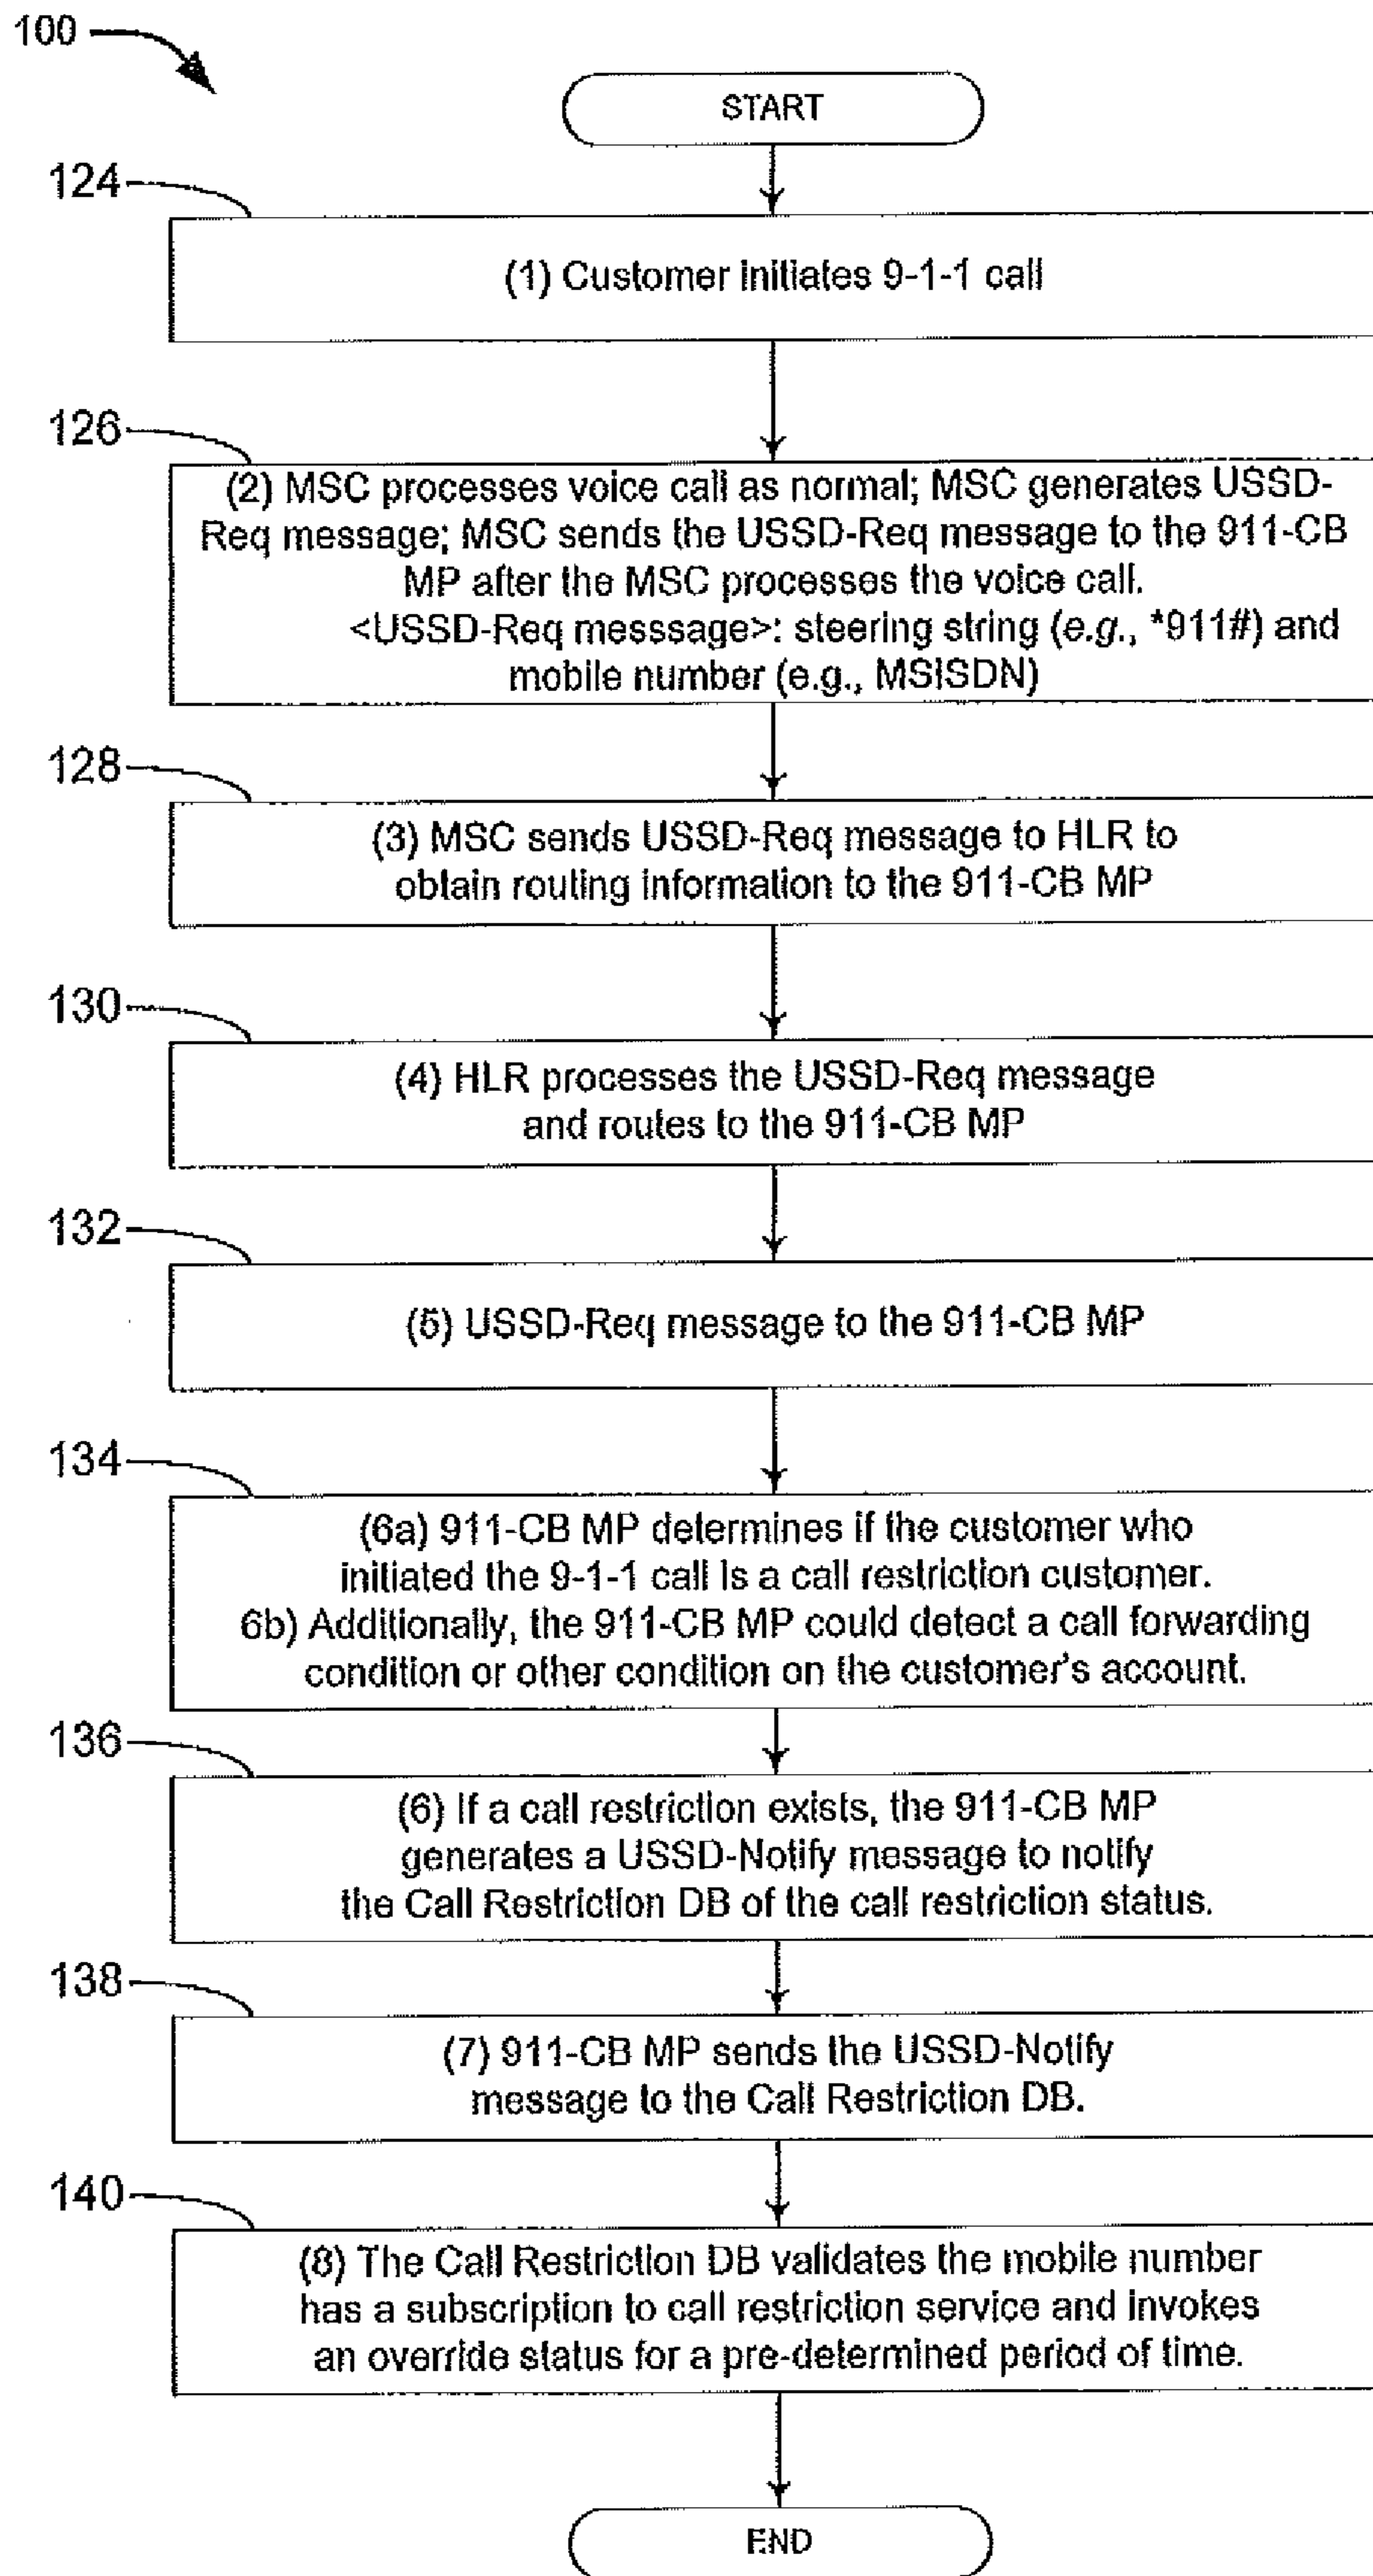 100
START
124
(1) Customer initiates 9-1-1 call
126
(2) MSC processes voice call as normal; MSC generates USSD-
Req message; MSC sends the USSD-Req message to the 911-CB
MP after the MSC processes the voice call.
<USSD-Req messsage>: steering string (e.g., *911#) and
mobile number (e.g., MSISDN)
128
(3) MSC sends USSD-Req message to HLR to
obtain routing information to the 911-CB MP
130
(4) HLR processes the USSD-Req message
and routes to the 911-CB MP
132
(5) USSD-Req message to the 911-CB MP
134
(6a) 911-CB MP determines if the customer who
initiated the 9-1-1 call is a call restriction customer.
6b) Additionally, the 911-CB MP could detect a call forwarding
condition or other condition on the customer's account.
136
(6) If a call restriction exists, the 911-CB MP
generates a USSD-Notify message to notify
the Call Restriction DB of the call restriction status.
138
(7) 911-CB MP sends the USSD-Notify
message to the Call Restriction DB.
140
(8) The Call Restriction DB validates the mobile number
has a subscription to call restriction service and invokes
an override status for a pre-determined period of time.
END